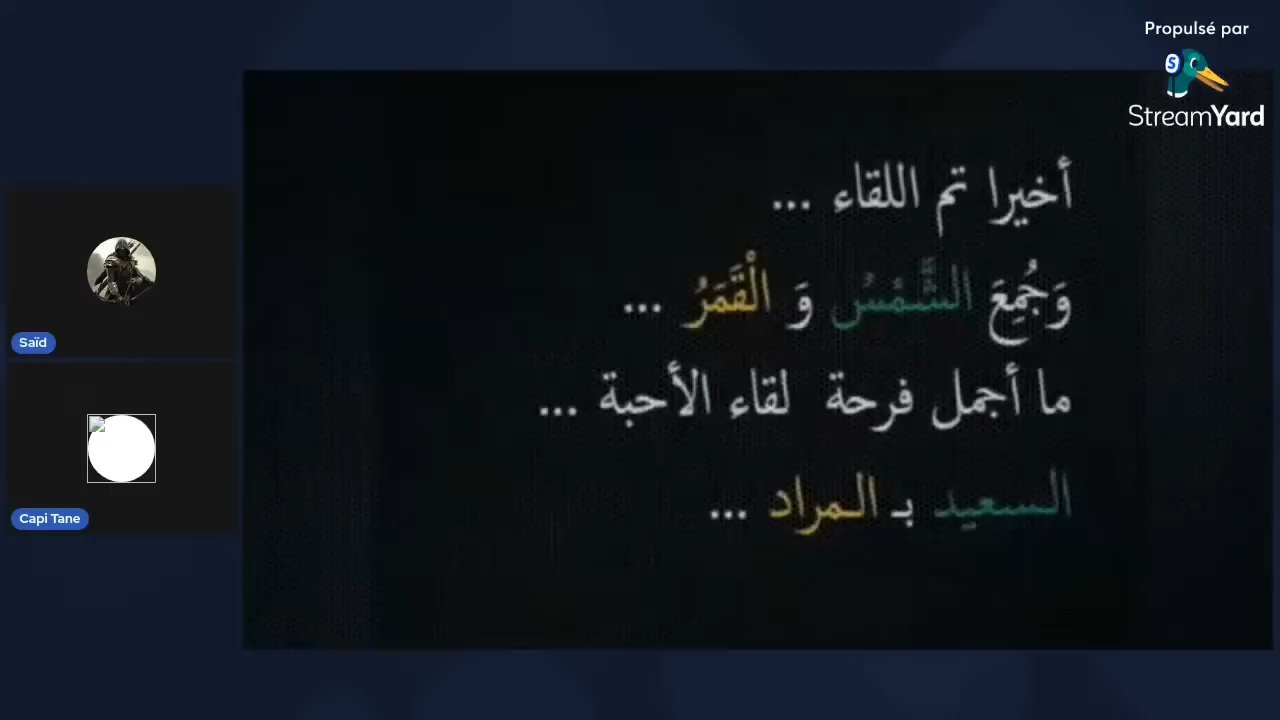 Propulsé par
StreamYard
أخيرا تم اللقاء ...
وَجُمِعَ الشَّمْسُ وَ الْقَمَرُ ...
ما أجمل فرحة لقاء الأحبة ...
السعيد بـ المراد ...
Saïd
Capi Tane